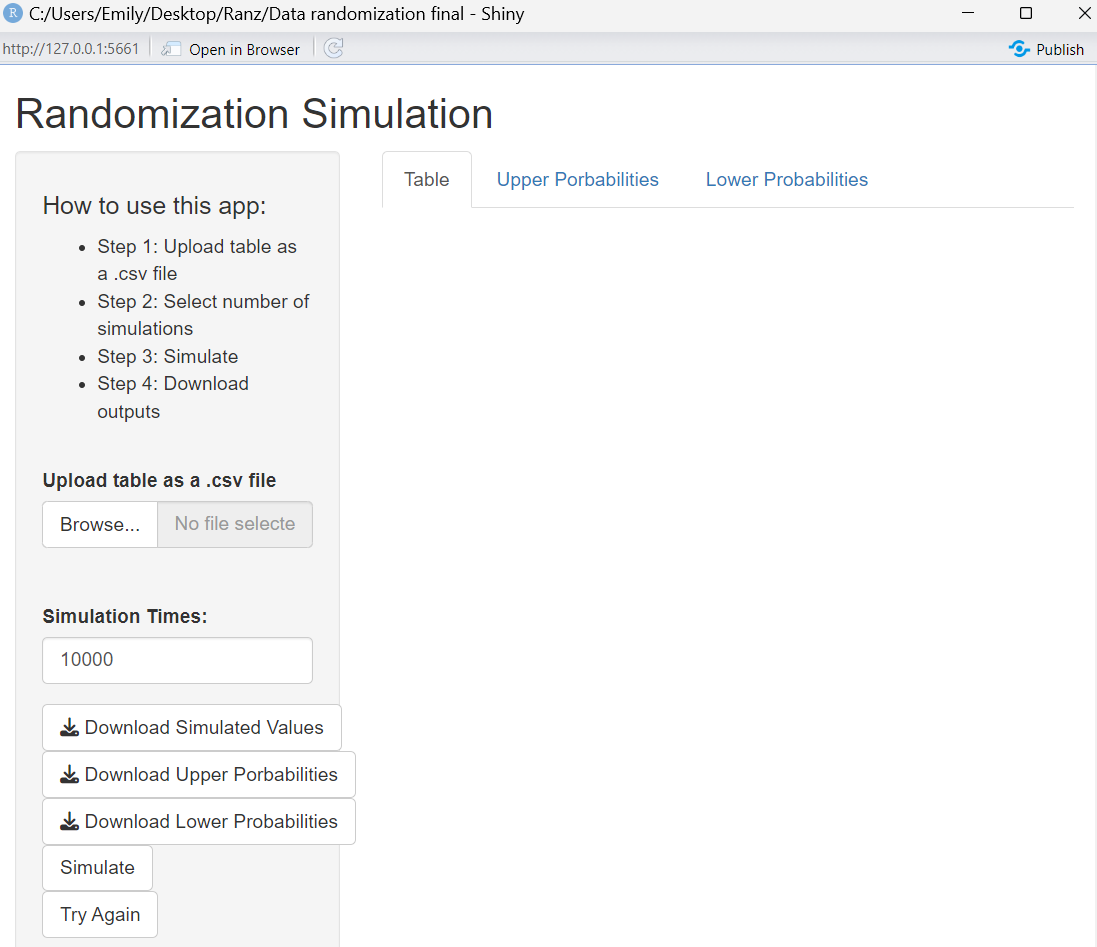 R C:/Users/Emily/Desktop/Ranz/Data randomization final - Shiny
http://127.0.0.1:5661 Open in Browser Publish
Randomization Simulation
How to use this app:
Step 1: Upload table as
a .csv file
Step 2: Select number of
simulations
Step 3: Simulate
Step 4: Download
outputs
Upload table as a .csv file
Browse... No file selecte
Simulation Times:
10000
Download Simulated Values
Download Upper Porbabilities
Download Lower Probabilities
Simulate
Try Again
Table Upper Porbabilities Lower Probabilities